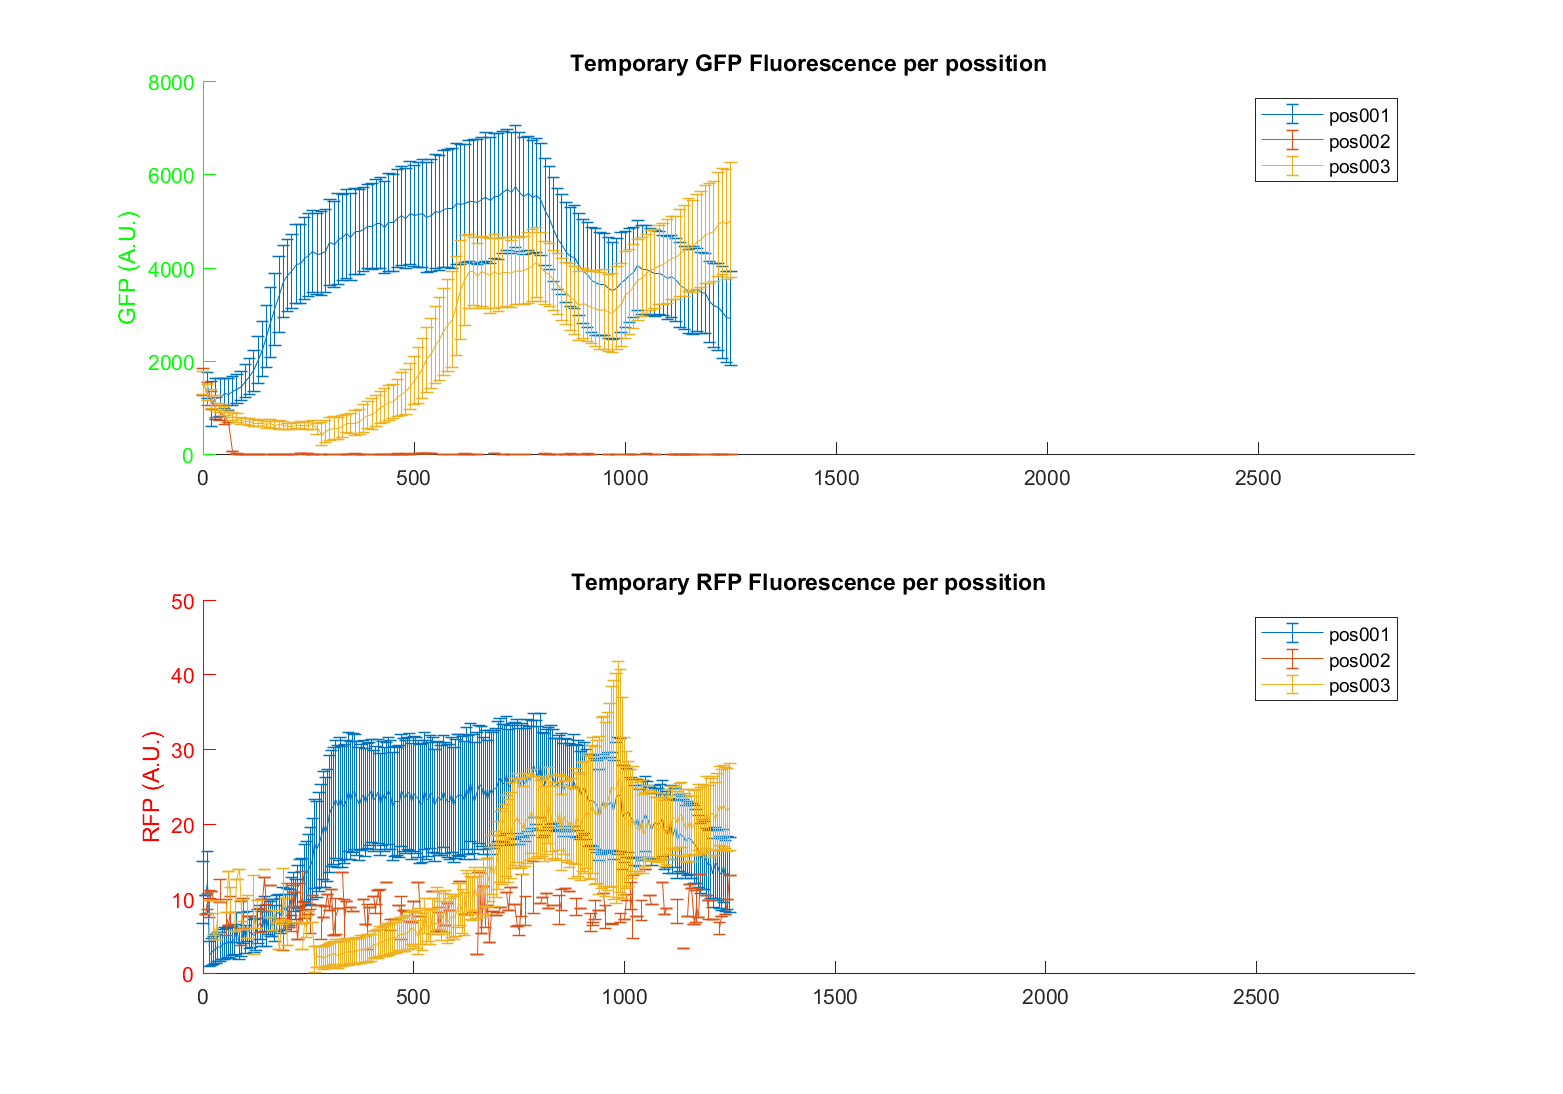 Temporary GFP Fluorescence per possition
8000
6000
4000
2000
0
GFP (A.U.)
0 500 1000 1500 2000 2500
pos001
pos002
pos003
Temporary RFP Fluorescence per possition
50
40
30
20
10
0
RFP (A.U.)
0 500 1000 1500 2000 2500
pos001
pos002
pos003